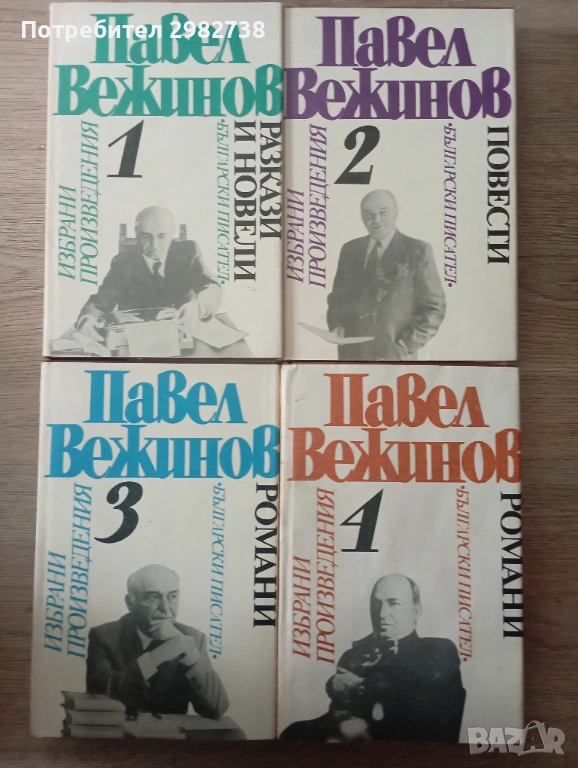 Потребител 2982738
Павел
Вежинов
1
РАЗКАЗИ
И НОВЕЛИ
•БЪЛГАРСКИ ПИСАТЕЛ•
ИЗБРАНИ
ПРОИЗВЕДЕНИЯ
Павел
Вежинов
2
ПОВЕСТИ
•БЪЛГАРСКИ ПИСАТЕЛ•
ИЗБРАНИ
ПРОИЗВЕДЕНИЯ
Павел
Вежинов
3
РОМАНИ
•БЪЛГАРСКИ ПИСАТЕЛ•
ИЗБРАНИ
ПРОИЗВЕДЕНИЯ
Павел
Вежинов
4
РОМАНИ
•БЪЛГАРСКИ ПИСАТЕЛ•
ИЗБРАНИ
ПРОИЗВЕДЕНИЯ
BAZAR